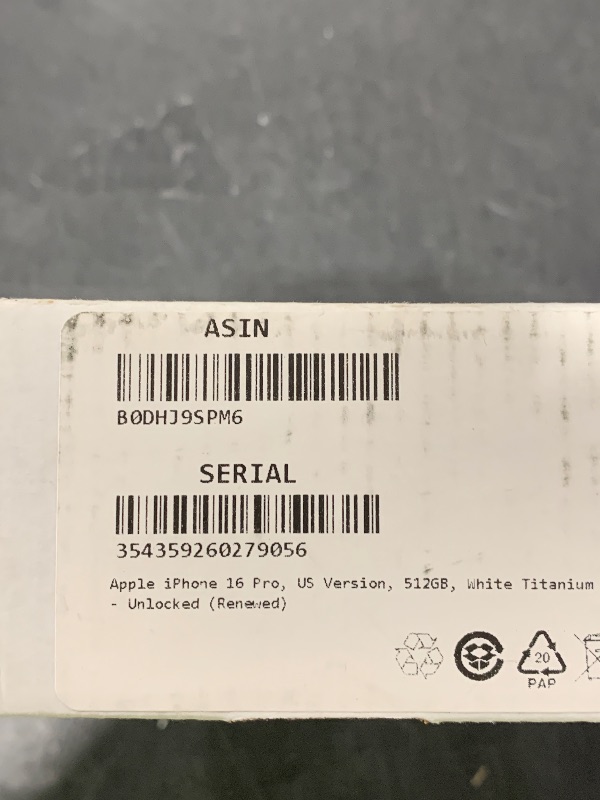 ASIN
B0DHJ9SPM6
SERIAL
354359260279056
Apple iPhone 16 Pro, US Version, 512GB, White Titanium
- Unlocked (Renewed)
20
PAP